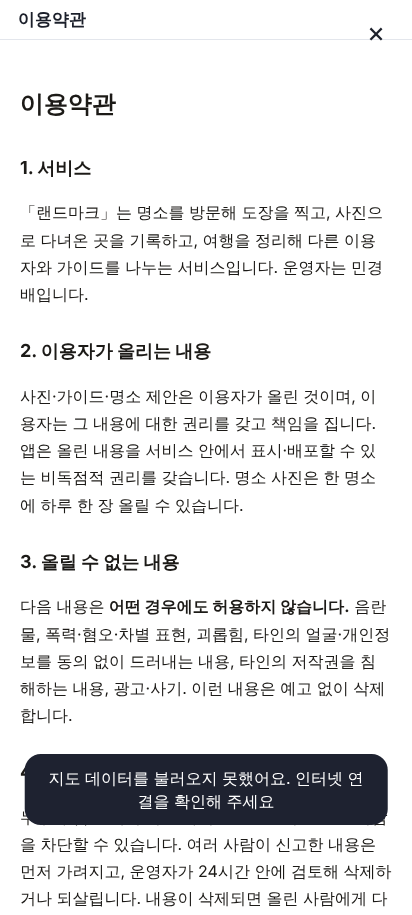 이용약관
×
이용약관
1. 서비스
「랜드마크」는 명소를 방문해 도장을 찍고, 사진으
로 다녀온 곳을 기록하고, 여행을 정리해 다른 이용
자와 가이드를 나누는 서비스입니다. 운영자는 민경
배입니다.
2. 이용자가 올리는 내용
사진·가이드·명소 제안은 이용자가 올린 것이며, 이
용자는 그 내용에 대한 권리를 갖고 책임을 집니다.
앱은 올린 내용을 서비스 안에서 표시·배포할 수 있
는 비독점적 권리를 갖습니다. 명소 사진은 한 명소
에 하루 한 장 올릴 수 있습니다.
3. 올릴 수 없는 내용
다음 내용은 어떤 경우에도 허용하지 않습니다. 음란
물, 폭력·혐오·차별 표현, 괴롭힘, 타인의 얼굴·개인정
보를 동의 없이 드러내는 내용, 타인의 저작권을 침
해하는 내용, 광고·사기. 이런 내용은 예고 없이 삭제
합니다.
지도 데이터를 불러오지 못했어요. 인터넷 연
결을 확인해 주세요
을 차단할 수 있습니다. 여러 사람이 신고한 내용은
먼저 가려지고, 운영자가 24시간 안에 검토해 삭제하
거나 되살립니다. 내용이 삭제되면 올린 사람에게 다